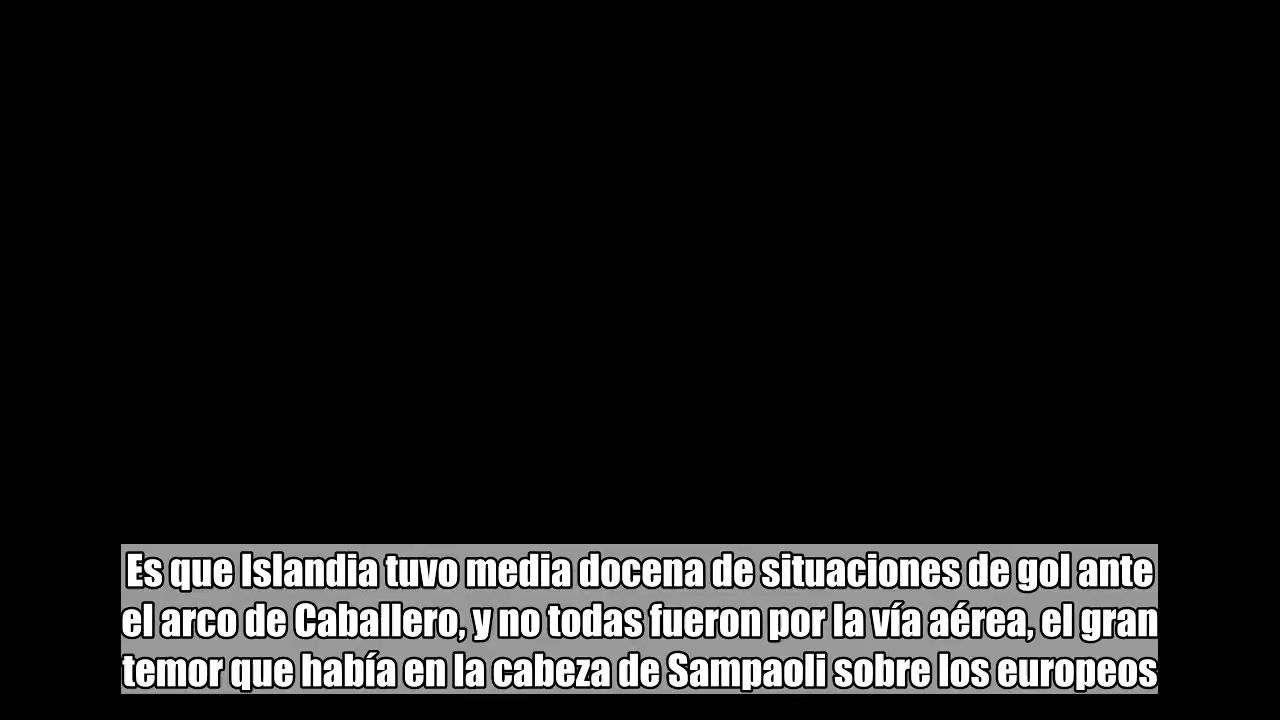 Es que Islandia tuvo media docena de situaciones de gol ante
el arco de Caballero, y no todas fueron por la vía aérea, el gran
temor que había en la cabeza de Sampaoli sobre los europeos